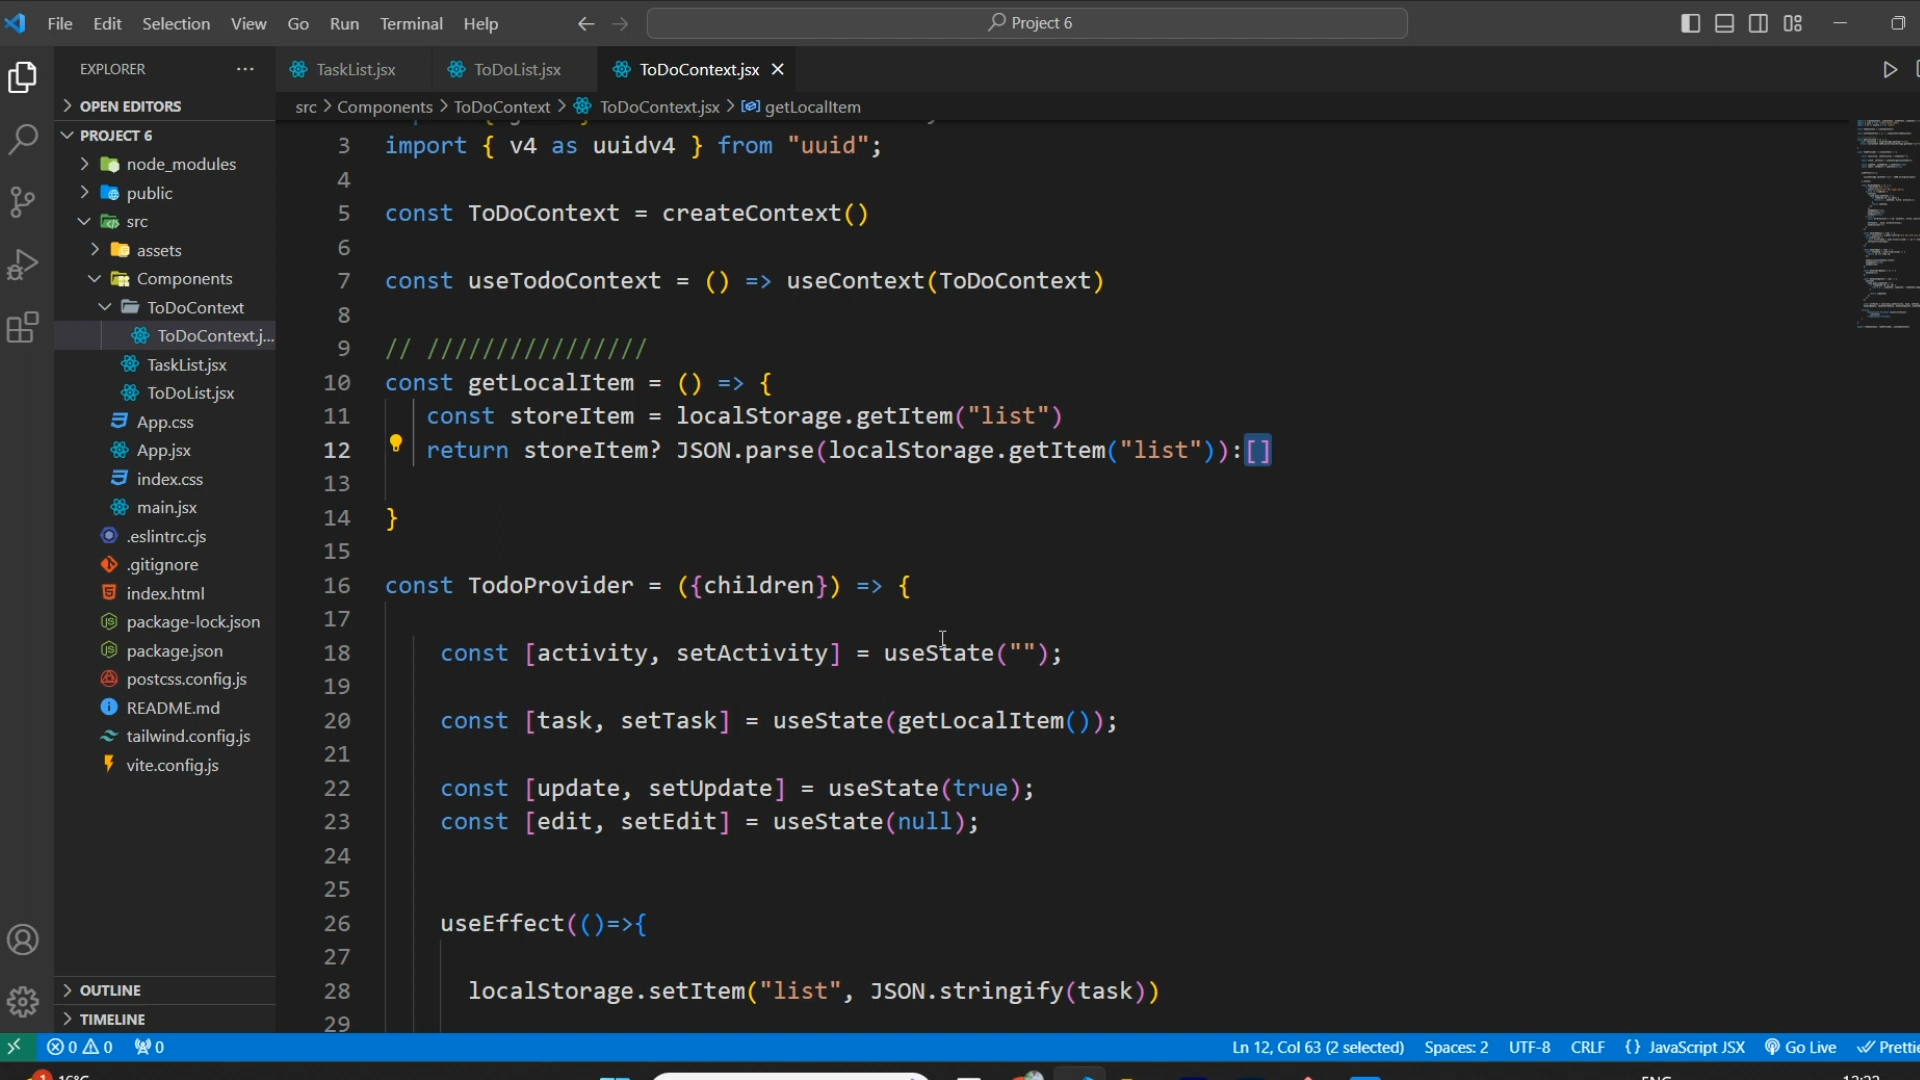 File Edit Selection View Go Run Terminal Help
Project 6
EXPLORER
TaskList.jsx
ToDoList.jsx
ToDoContext.jsx
OPEN EDITORS
src > Components > ToDoContext > ToDoContext.jsx > getLocalItem
PROJECT 6
node_modules
public
src
assets
Components
ToDoContext
ToDoContext.j...
TaskList.jsx
ToDoList.jsx
App.css
App.jsx
index.css
main.jsx
.eslintrc.cjs
.gitignore
index.html
package-lock.json
package.json
postcss.config.js
README.md
tailwind.config.js
vite.config.js
OUTLINE
TIMELINE
3 import { v4 as uuidv4 } from "uuid";
4
5 const ToDoContext = createContext()
6
7 const useTodoContext = () => useContext(ToDoContext)
8
9 // ////////////////
10 const getLocalItem = () => {
11 const storeItem = localStorage.getItem("list")
12 return storeItem? JSON.parse(localStorage.getItem("list")):[]
13
14 }
15
16 const TodoProvider = ({children}) => {
17
18 const [activity, setActivity] = useState("");
19
20 const [task, setTask] = useState(getLocalItem());
21
22 const [update, setUpdate] = useState(true);
23 const [edit, setEdit] = useState(null);
24
25
26 useEffect(()=>{
27
28 localStorage.setItem("list", JSON.stringify(task))
29
0 0 0
Ln 12, Col 63 (2 selected) Spaces: 2 UTF-8 CRLF {} JavaScript JSX Go Live Prettie